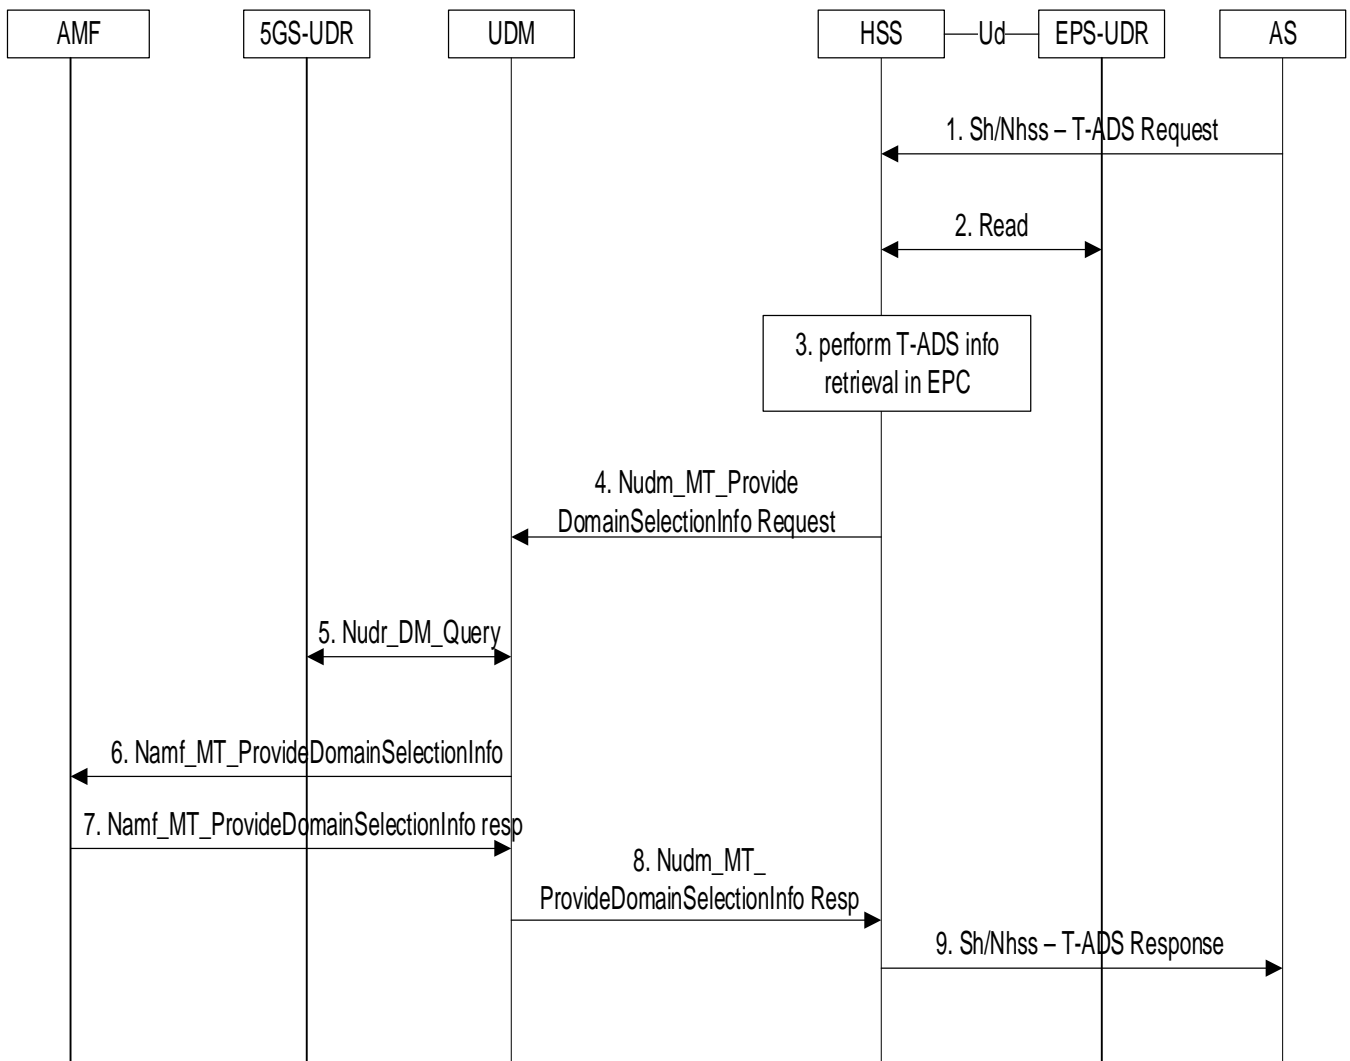 AMF
5GS-UDR
UDM
HSS
Ud
EPS-UDR
AS
1. Sh/Nhss – T-ADS Request
2. Read
3. perform T-ADS info
retrieval in EPC
4. Nudm_MT_Provide
DomainSelectionInfo Request
5. Nudr_DM_Query
6. Namf_MT_ProvideDomainSelectionInfo
7. Namf_MT_ProvideDomainSelectionInfo resp
8. Nudm_MT_
ProvideDomainSelectionInfo Resp
9. Sh/Nhss – T-ADS Response